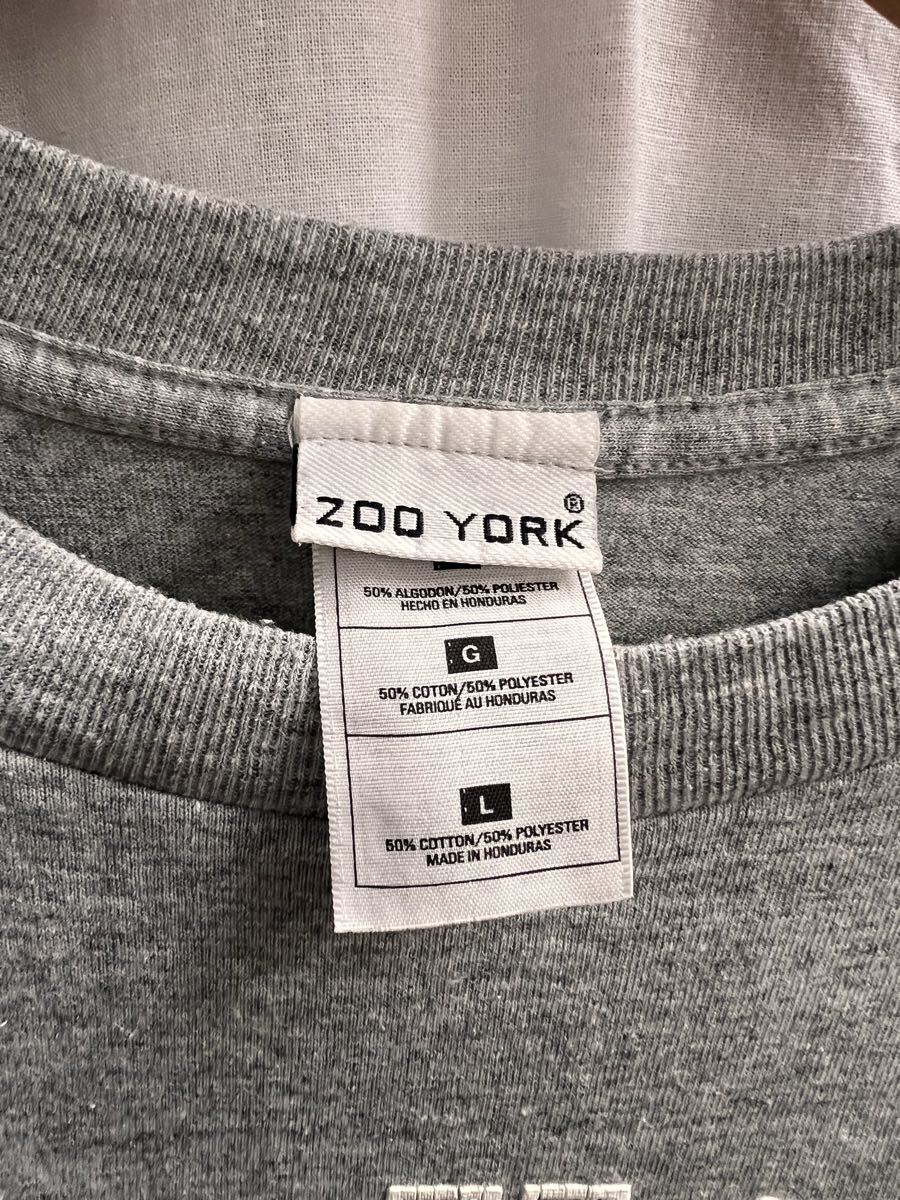 ZOO YORK®
50% ALGODON/50% POLIESTER
HECHO EN HONDURAS
G
50% COTON/50% POLYESTER
FABRIQUÉ AU HONDURAS
L
50% COTTON/50% POLYESTER
MADE IN HONDURAS